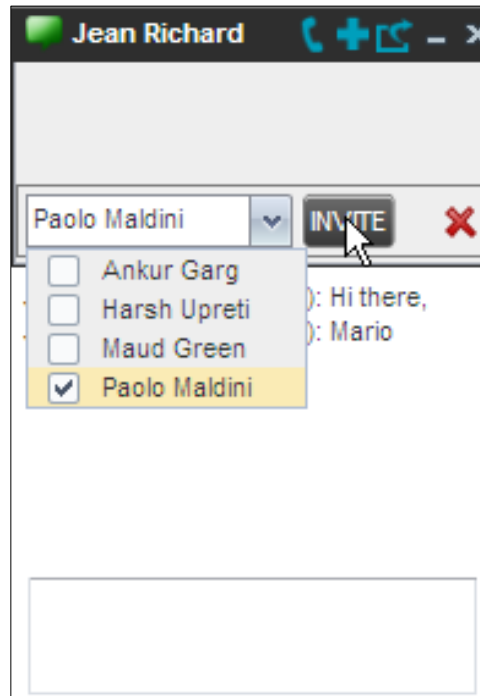 Jean Richard
Paolo Maldini INVITE
Ankur Garg
Harsh Upreti
Maud Green
Paolo Maldini
): Hi there,
): Mario